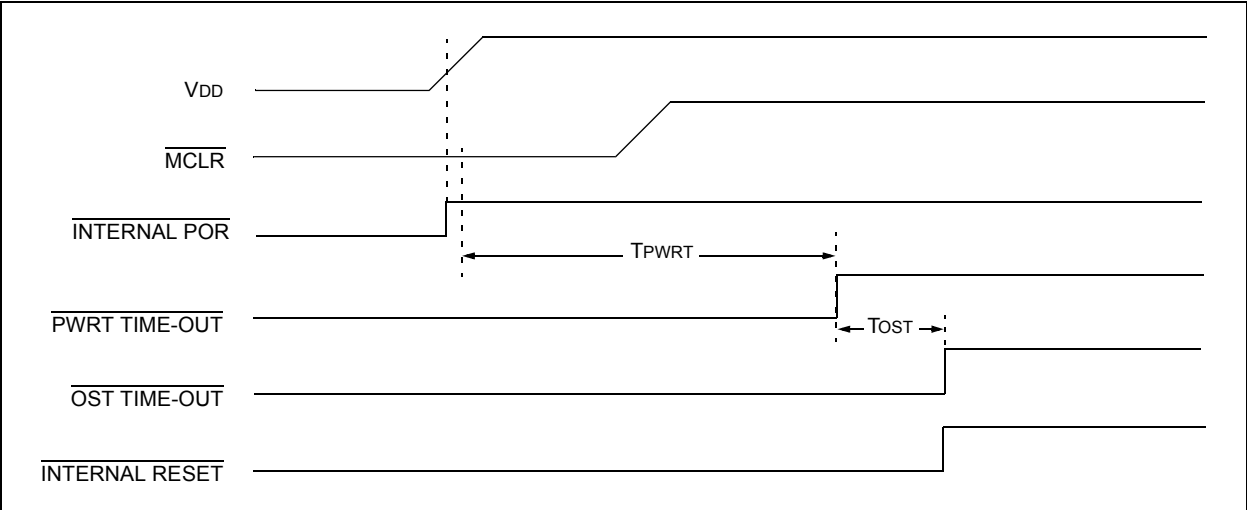 VDD
MCLR
INTERNAL POR
TPWRT
PWRT TIME-OUT
TOST
OST TIME-OUT
INTERNAL RESET